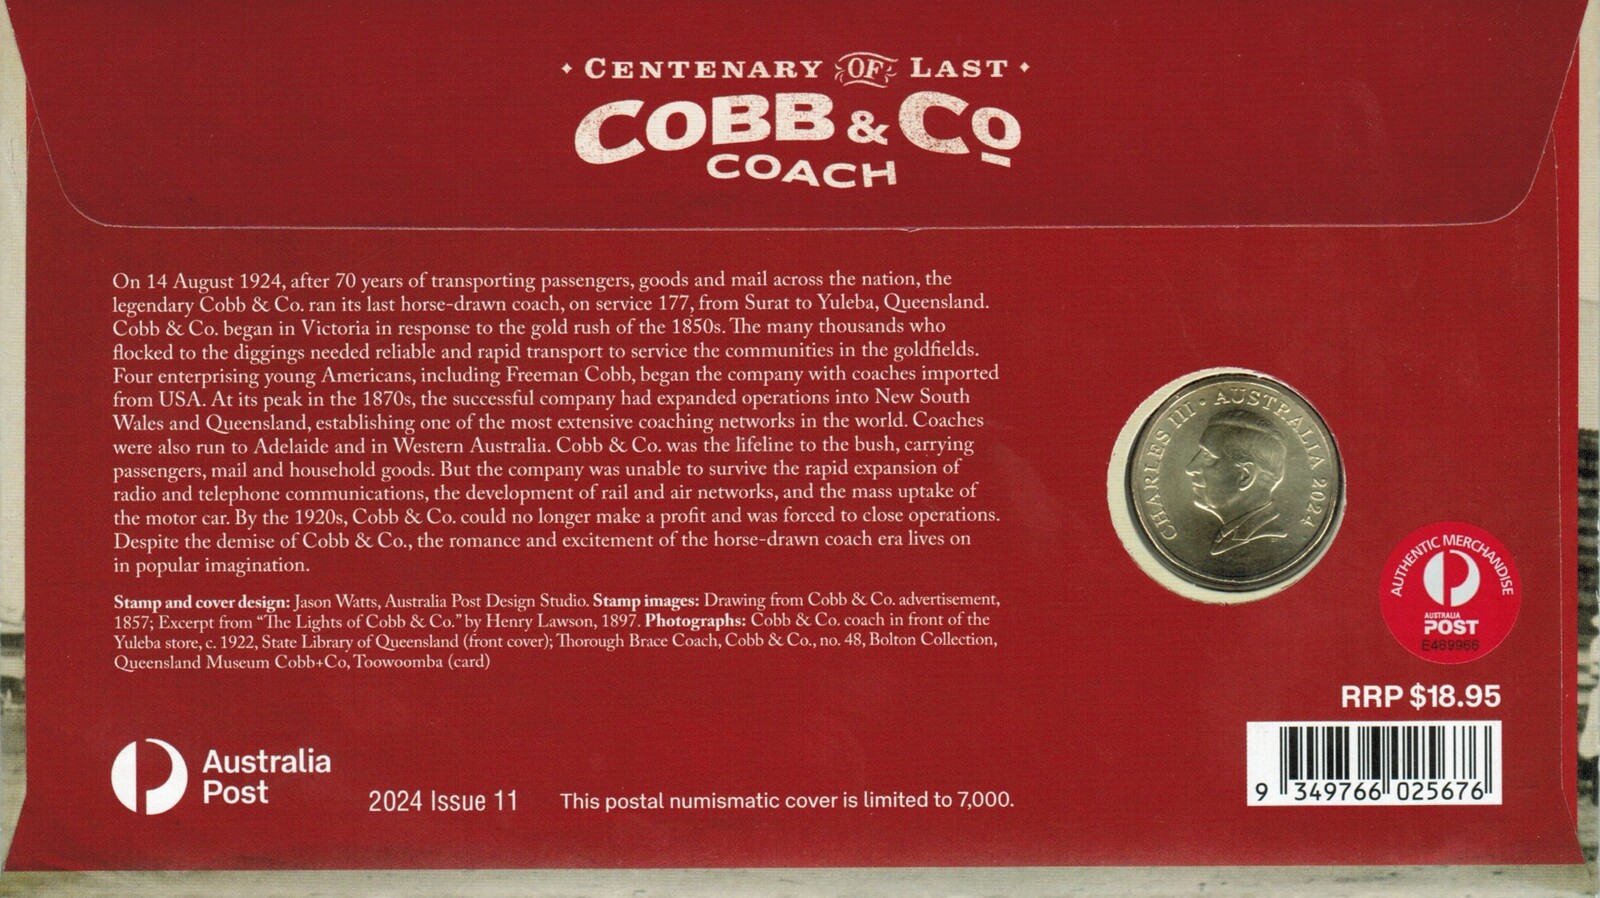 CENTENARY OF LAST
COBB & Co
COACH
On 14 August 1924, after 70 years of transporting passengers, goods and mail across the nation, the
legendary Cobb & Co. ran its last horse-drawn coach, on service 177, from Surat to Yuleba, Queensland.
Cobb & Co. began in Victoria in response to the gold rush of the 1850s. The many thousands who
flocked to the diggings needed reliable and rapid transport to service the communities in the goldfields.
Four enterprising young Americans, including Freeman Cobb, began the company with coaches imported
from USA. At its peak in the 1870s, the successful company had expanded operations into New South
Wales and Queensland, establishing one of the most extensive coaching networks in the world. Coaches
were also run to Adelaide and in Western Australia. Cobb & Co. was the lifeline to the bush, carrying
passengers, mail and household goods. But the company was unable to survive the rapid expansion of
radio and telephone communications, the development of rail and air networks, and the mass uptake of
the motor car. By the 1920s, Cobb & Co. could no longer make a profit and was forced to close operations.
Despite the demise of Cobb & Co., the romance and excitement of the horse-drawn coach era lives on
in popular imagination.
Stamp and cover design: Jason Watts, Australia Post Design Studio. Stamp images: Drawing from Cobb & Co. advertisement,
1857; Excerpt from “The Lights of Cobb & Co.” by Henry Lawson, 1897. Photographs: Cobb & Co. coach in front of the
Yuleba store, c. 1922, State Library of Queensland (front cover); Thorough Brace Coach, Cobb & Co., no. 48, Bolton Collection,
Queensland Museum Cobb+Co, Toowoomba (card)
CHARLES III · AUSTRALIA 2024
AUTHENTIC MERCHANDISE
AUSTRALIA
POST
E469966
RRP $18.95
9 349766 025676
Australia
Post
2024 Issue 11
This postal numismatic cover is limited to 7,000.